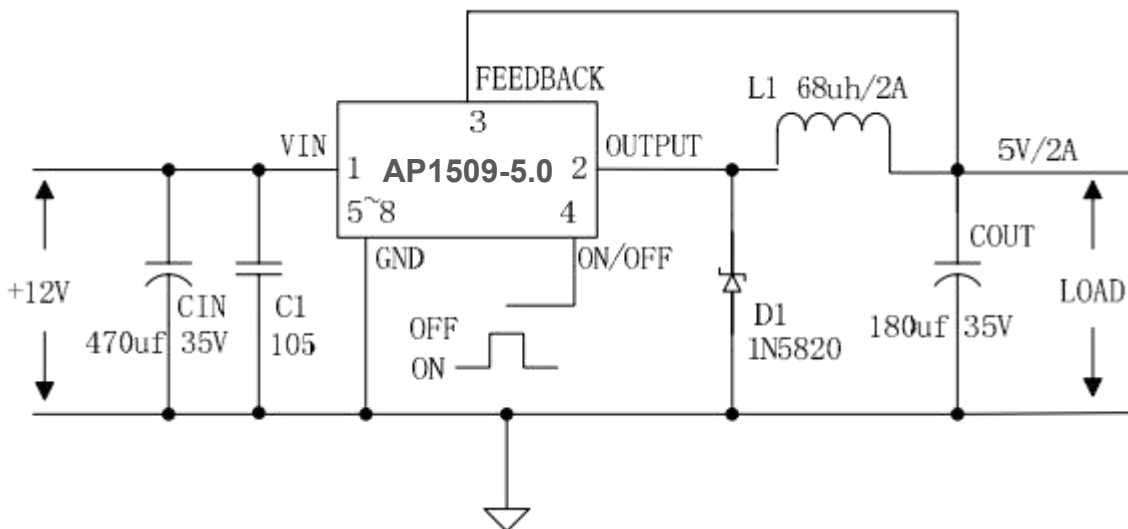 FEEDBACK
L1 68uh/2A
3
VIN
OUTPUT
5V/2A
1
AP1509-5.0
2
5~8
4
GND
ON/OFF
COUT
+12V
CIN
C1
LOAD
470uf 35V
105
OFF
ON
D1
1N5820
180uf 35V